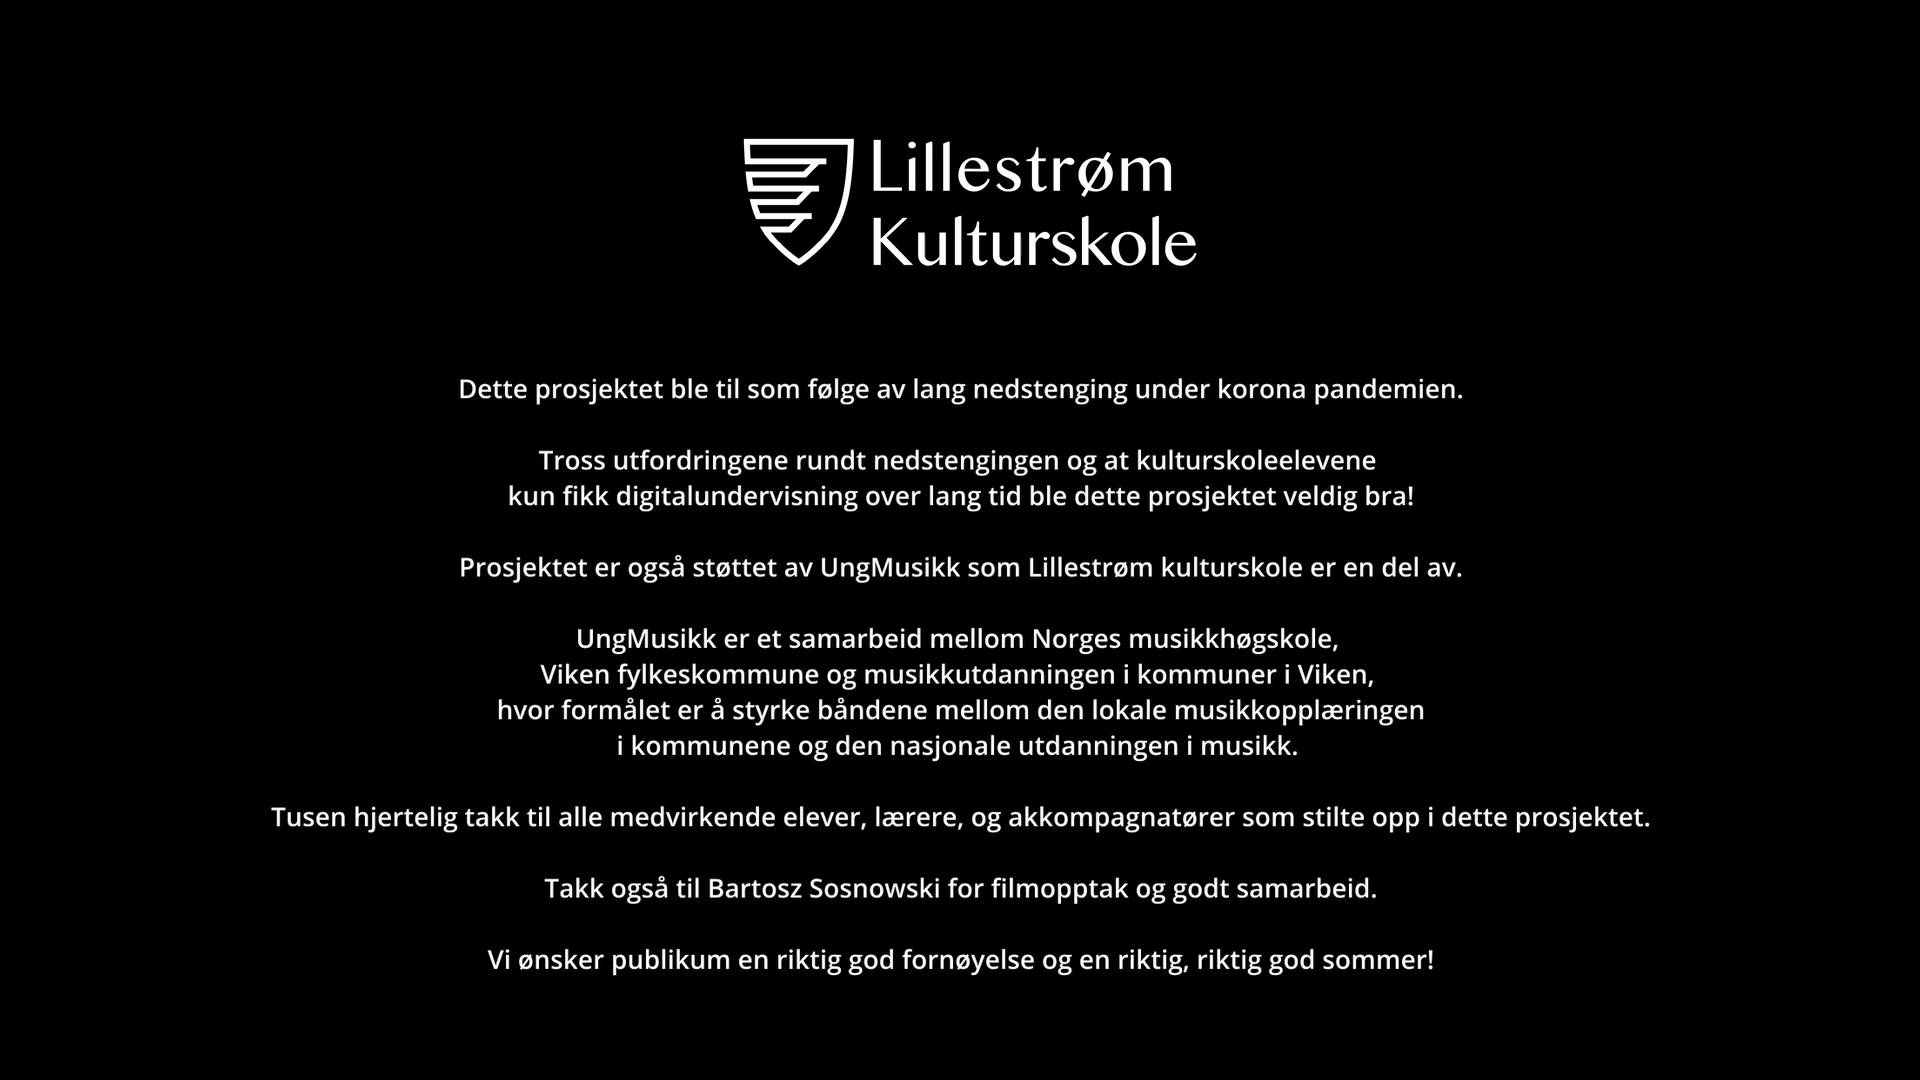 Lillestrøm
Kulturskole
Dette prosjektet ble til som følge av lang nedstenging under korona pandemien.
Tross utfordringene rundt nedstengingen og at kulturskoleelevene
kun fikk digitalundervisning over lang tid ble dette prosjektet veldig bra!
Prosjektet er også støttet av UngMusikk som Lillestrøm kulturskole er en del av.
UngMusikk er et samarbeid mellom Norges musikkhøgskole,
Viken fylkeskommune og musikkutdanningen i kommuner i Viken,
hvor formålet er å styrke båndene mellom den lokale musikkopplæringen
i kommunene og den nasjonale utdanningen i musikk.
Tusen hjertelig takk til alle medvirkende elever, lærere, og akkompagnatører som stilte opp i dette prosjektet.
Takk også til Bartosz Sosnowski for filmopptak og godt samarbeid.
Vi ønsker publikum en riktig god fornøyelse og en riktig, riktig god sommer!